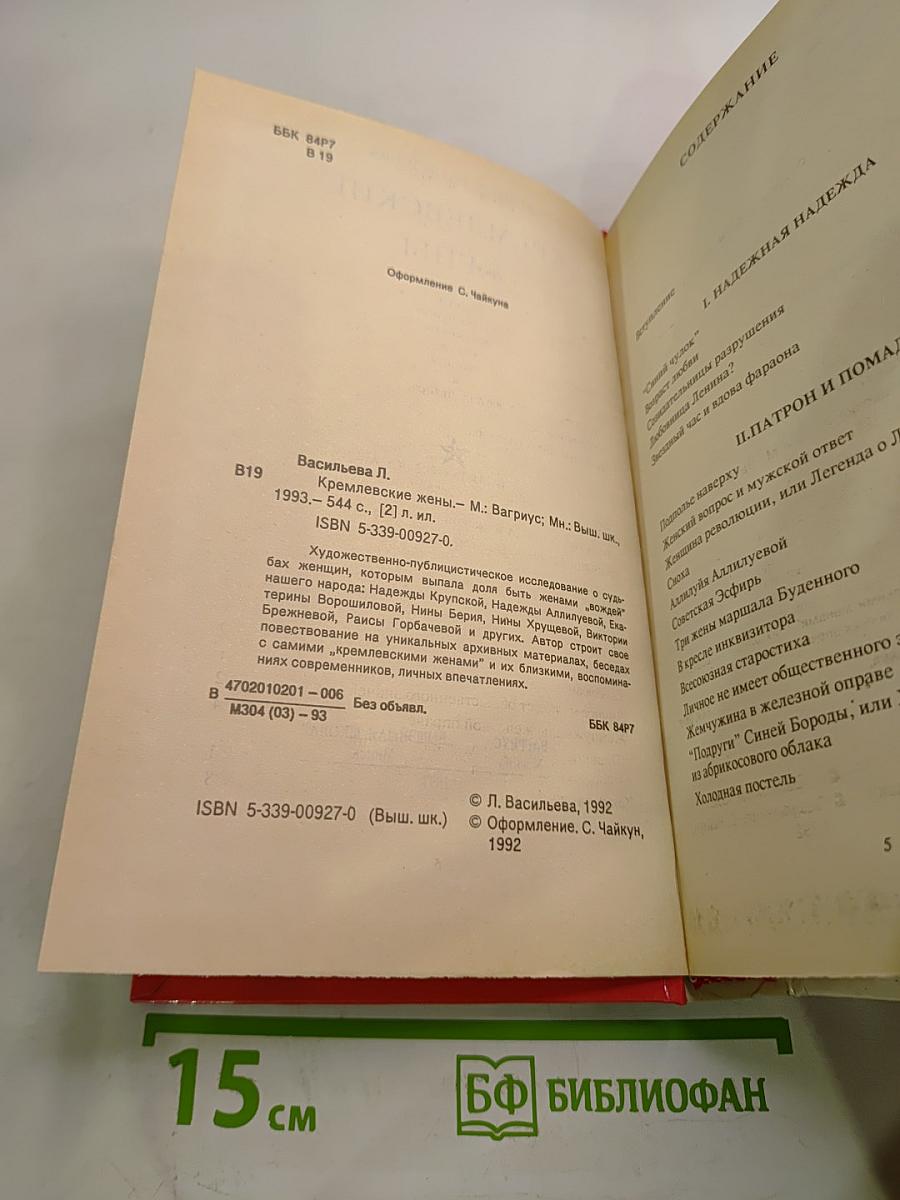 ББК 84Р7
В 19
Оформление С. Чайкуна
Васильева Л.
В19 Кремлевские жены.– М.: Вагриус; Мн.: Выш. шк.,
1993.– 544 с., [2] л. ил.
ISBN 5-339-00927-0.
Художественно-публицистическое исследование о судь-
бах женщин, которым выпала доля быть женами „вождей"
нашего народа: Надежды Крупской, Надежды Аллилуевой, Ека-
терины Ворошиловой, Нины Берия, Нины Хрущевой, Виктории
Брежневой, Раисы Горбачевой и других. Автор строит свое
повествование на уникальных архивных материалах, беседах
с самими „кремлевскими женами" и их близкими, воспомина-
ниях современников, личных впечатлениях.
В 4702010201–006 Без объявл.
М304 (03)–93
ББК 84Р7
ISBN 5-339-00927-0 (Выш. шк.)
© Л. Васильева, 1992
© Оформление. С. Чайкун,
1992
СОДЕРЖАНИЕ
I. НАДЕЖНАЯ НАДЕЖДА
Вступление
"Синий чулок"
Возраст любви
Созидательницы разрушения
Любовница Ленина?
Звездный час и вдова фараона
II. ПАТРОН И ПОМАД
Подполье наверху
Женский вопрос и мужской ответ
Женщина революции, или Легенда о Л
Сноха
Аллилуйя Аллилуевой
Советская Эсфирь
Три жены маршала Буденного
В кресле инквизитора
Всесоюзная старостиха
Личное не имеет общественного з
Жемчужина в железной оправе
"Подруги" Синей Бороды, или
из абрикосового облака
Холодная постель
5
15 см
БФ БИБЛИОФАН